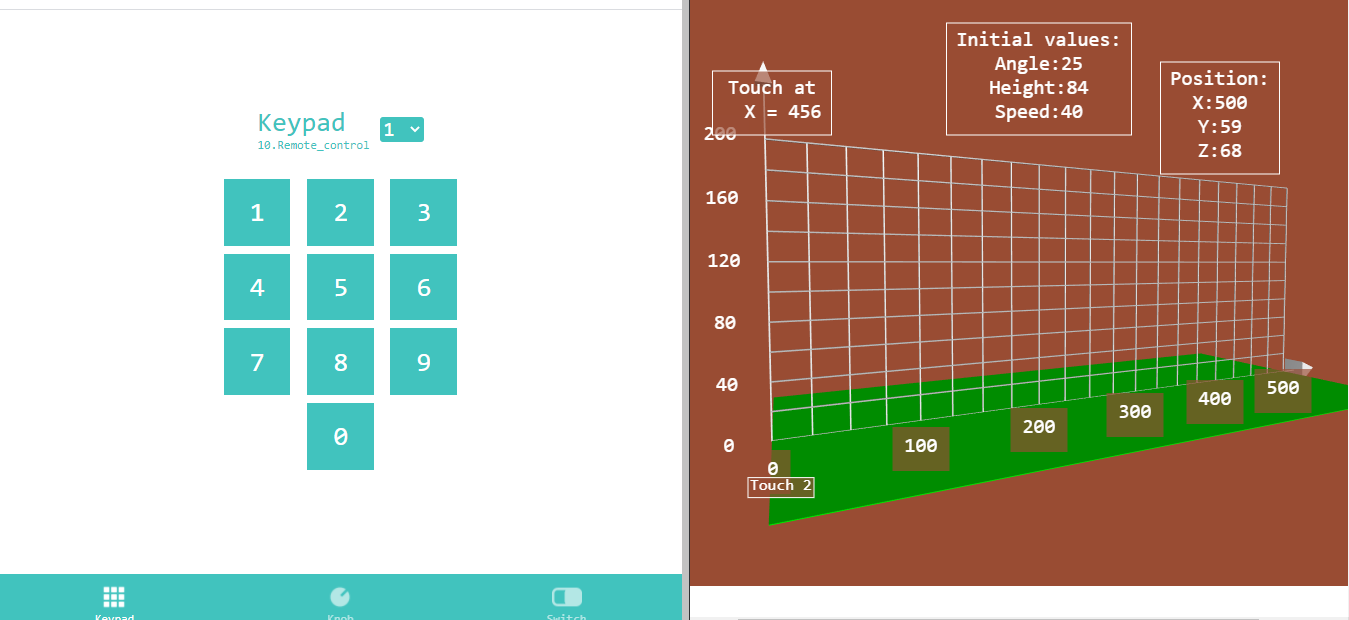 Keypad
10.Remote_control
1
1 2 3
4 5 6
7 8 9
0
Keypad Knob Switch
Touch at
X = 456
Initial values:
Angle:25
Height:84
Speed:40
Position:
X:500
Y:59
Z:68
200
160
120
80
40
0
0 100 200 300 400 500
Touch 2